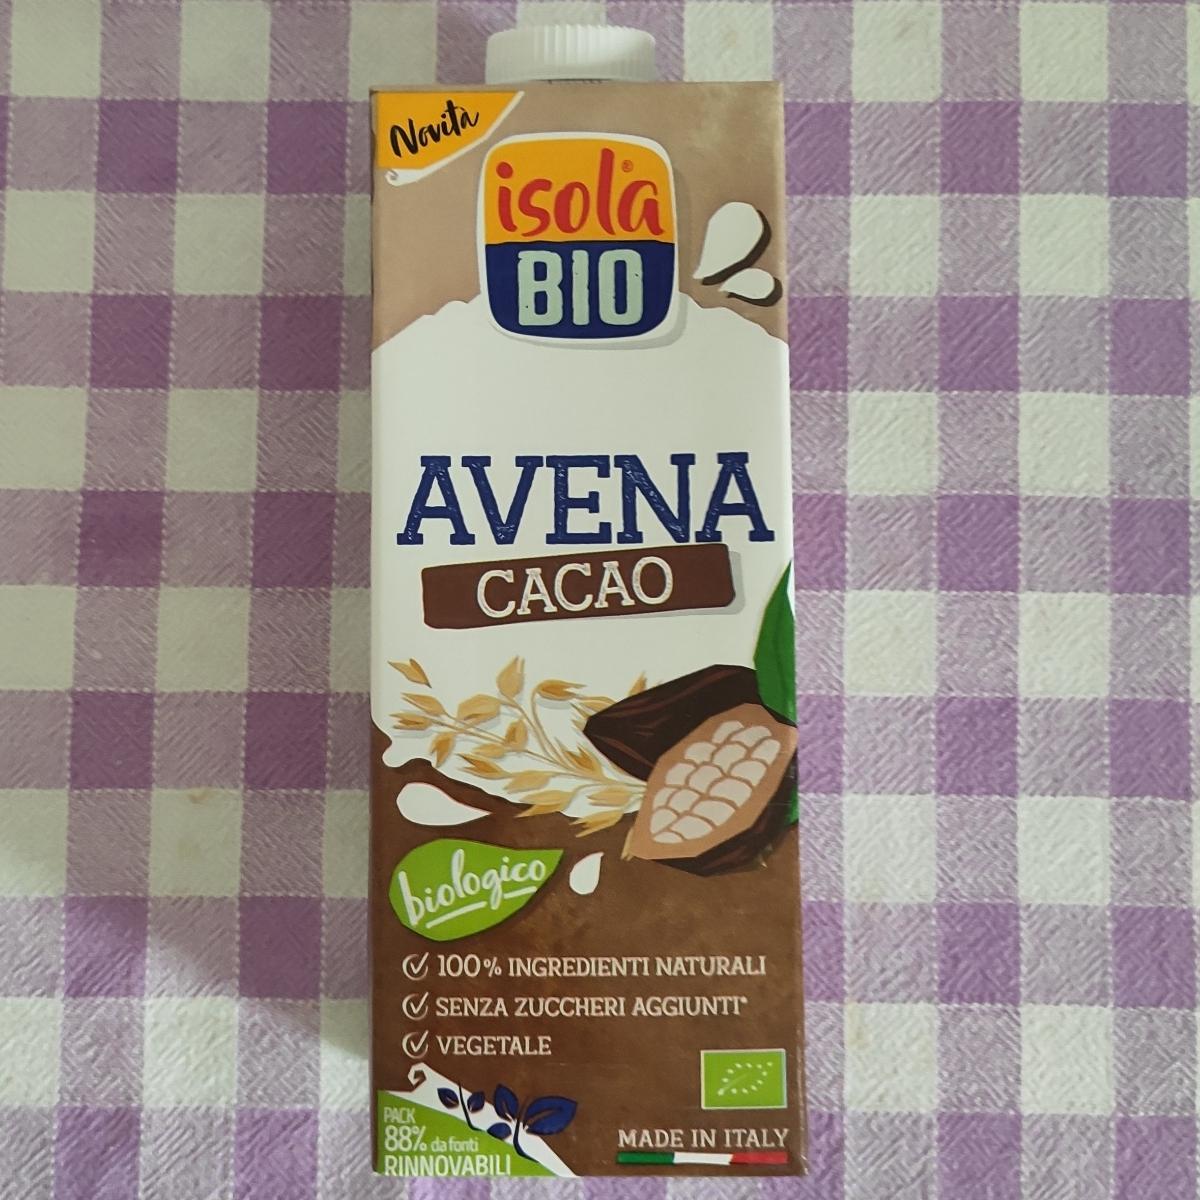 Novità
isola®
BIO
AVENA
CACAO
biologico
100% INGREDIENTI NATURALI
SENZA ZUCCHERI AGGIUNTI*
VEGETALE
PACK
88% da fonti
RINNOVABILI
MADE IN ITALY